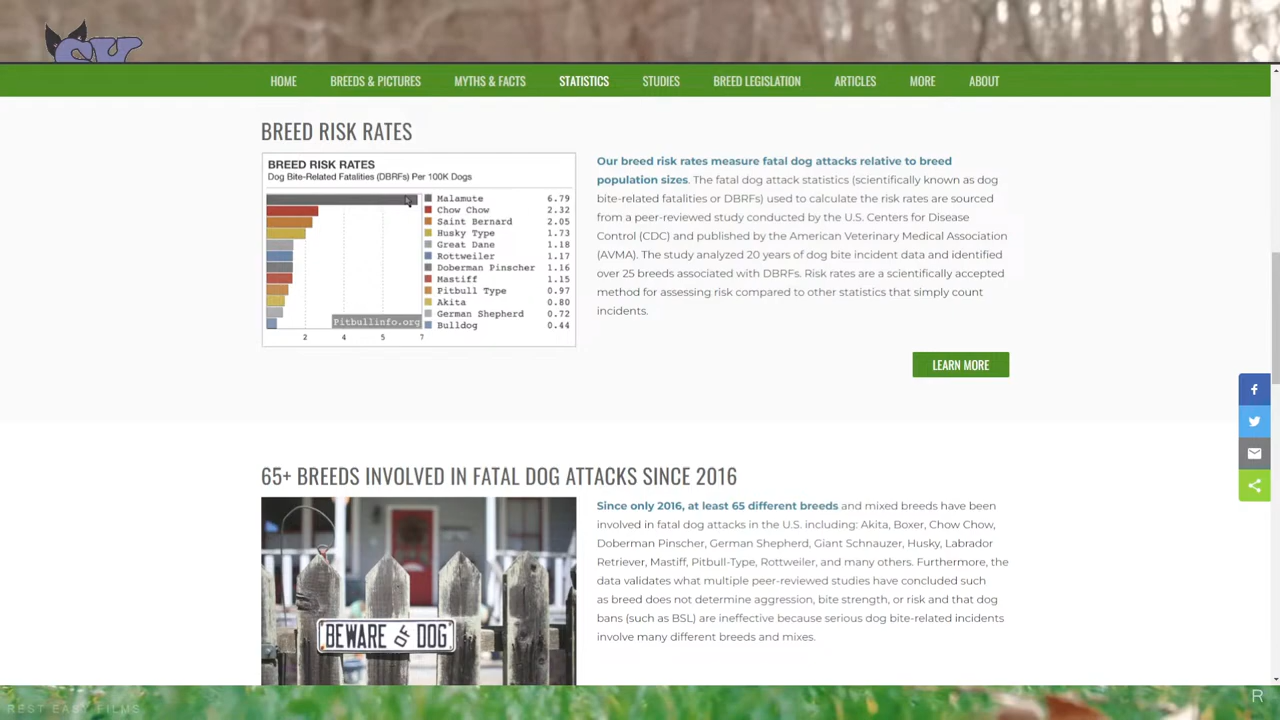 HOME BREEDS & PICTURES MYTHS & FACTS STATISTICS STUDIES BREED LEGISLATION ARTICLES MORE ABOUT
BREED RISK RATES
BREED RISK RATES
Dog Bite-Related Fatalities (DBRFs) Per 100K Dogs
Malamute 6.79
Chow Chow 2.32
Saint Bernard 2.05
Husky Type 1.73
Great Dane 1.18
Rottweiler 1.17
Doberman Pinscher 1.16
Mastiff 1.15
Pitbull Type 0.97
Akita 0.80
German Shepherd 0.72
Bulldog 0.44
Pitbullinfo.org
2 4 5 7
Our breed risk rates measure fatal dog attacks relative to breed
population sizes. The fatal dog attack statistics (scientifically known as dog
bite-related fatalities or DBRFs) used to calculate the risk rates are sourced
from a peer-reviewed study conducted by the U.S. Centers for Disease
Control (CDC) and published by the American Veterinary Medical Association
(AVMA). The study analyzed 20 years of dog bite incident data and identified
over 25 breeds associated with DBRFs. Risk rates are a scientifically accepted
method for assessing risk compared to other statistics that simply count
incidents.
LEARN MORE
65+ BREEDS INVOLVED IN FATAL DOG ATTACKS SINCE 2016
BEWARE OF DOG
Since only 2016, at least 65 different breeds and mixed breeds have been
involved in fatal dog attacks in the U.S. including: Akita, Boxer, Chow Chow,
Doberman Pinscher, German Shepherd, Giant Schnauzer, Husky, Labrador
Retriever, Mastiff, Pitbull-Type, Rottweiler, and many others. Furthermore, the
data validates what multiple peer-reviewed studies have concluded such
as breed does not determine aggression, bite strength, or risk and that dog
bans (such as BSL) are ineffective because serious dog bite-related incidents
involve many different breeds and mixes.
REST EASY FILMS
R